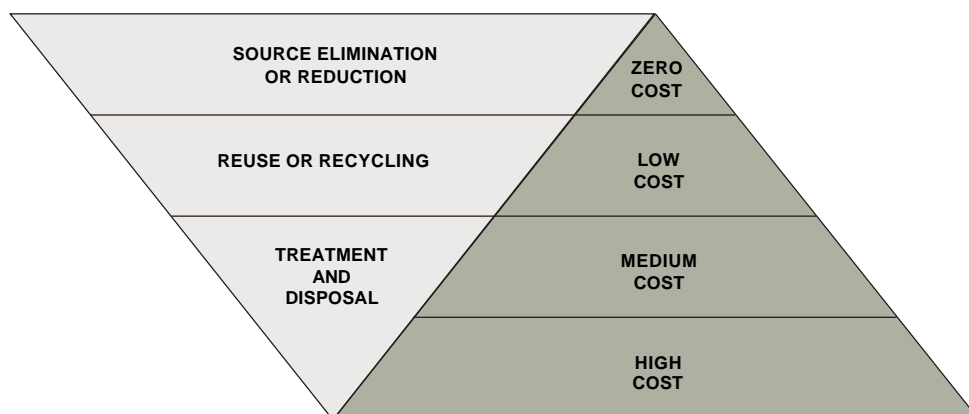 SOURCE ELIMINATION
OR REDUCTION
ZERO
COST
REUSE OR RECYCLING
LOW
COST
TREATMENT
AND
DISPOSAL
MEDIUM
COST
HIGH
COST